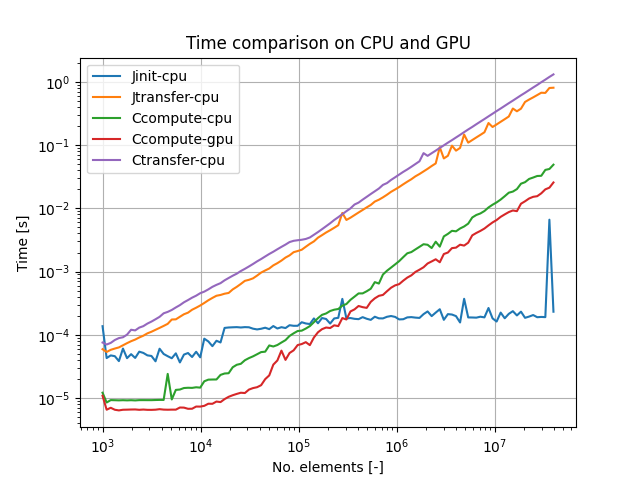 Time comparison on CPU and GPU
Jinit-cpu
Jtransfer-cpu
Ccompute-cpu
Ccompute-gpu
Ctransfer-cpu
Time [s]
10⁰
10⁻¹
10⁻²
10⁻³
10⁻⁴
10⁻⁵
10³ 10⁴ 10⁵ 10⁶ 10⁷
No. elements [-]